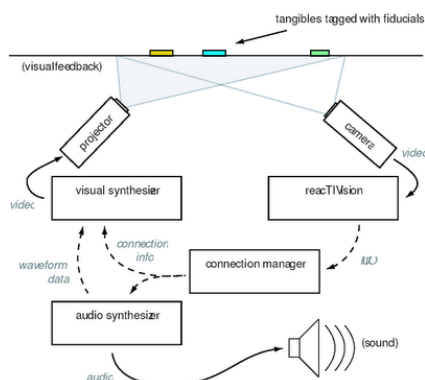 tangibles tagged with fiducials
(visualfeedback)
projector
camera
video
video
visual synthesizer
reacTIVision
connection
info
waveform
data
connection manager
audio synthesizer
(sound)
audio